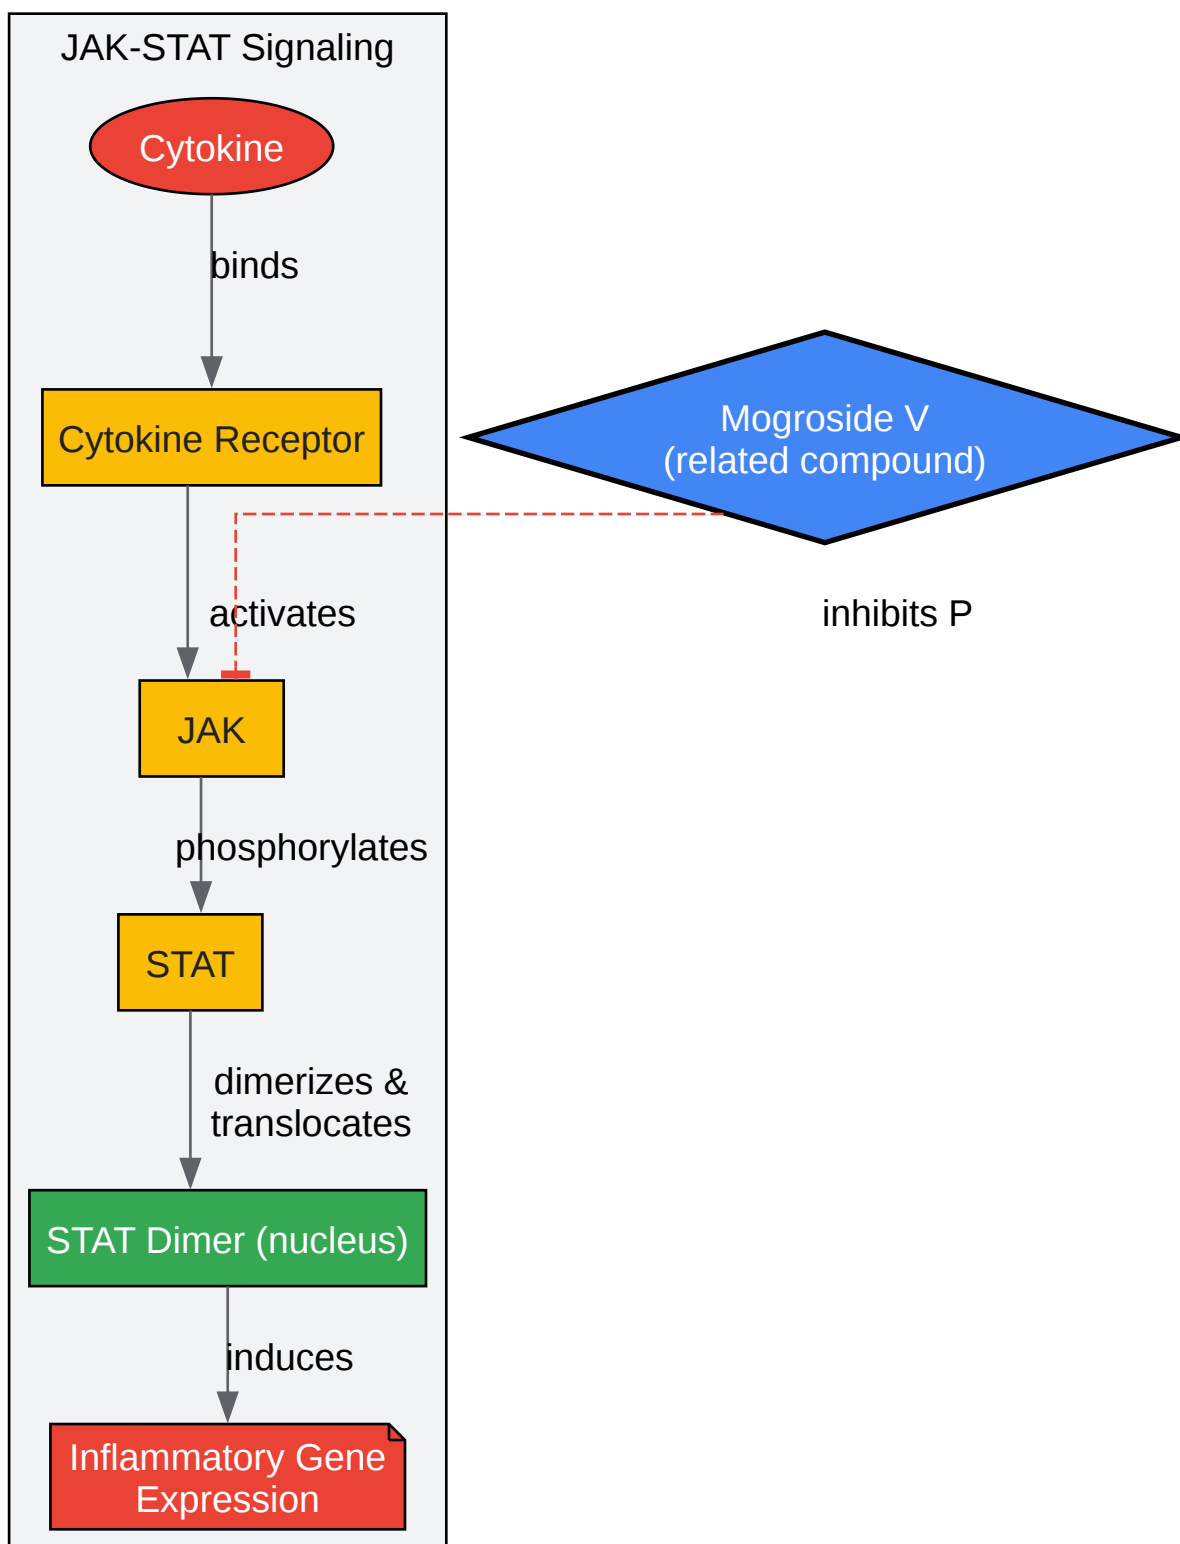 JAK-STAT Signaling
Cytokine
binds
Mogroside V
(related compound)
Cytokine Receptor
activates
inhibits P
JAK
phosphorylates
STAT
dimerizes &
translocates
STAT Dimer (nucleus)
induces
Inflammatory Gene
Expression